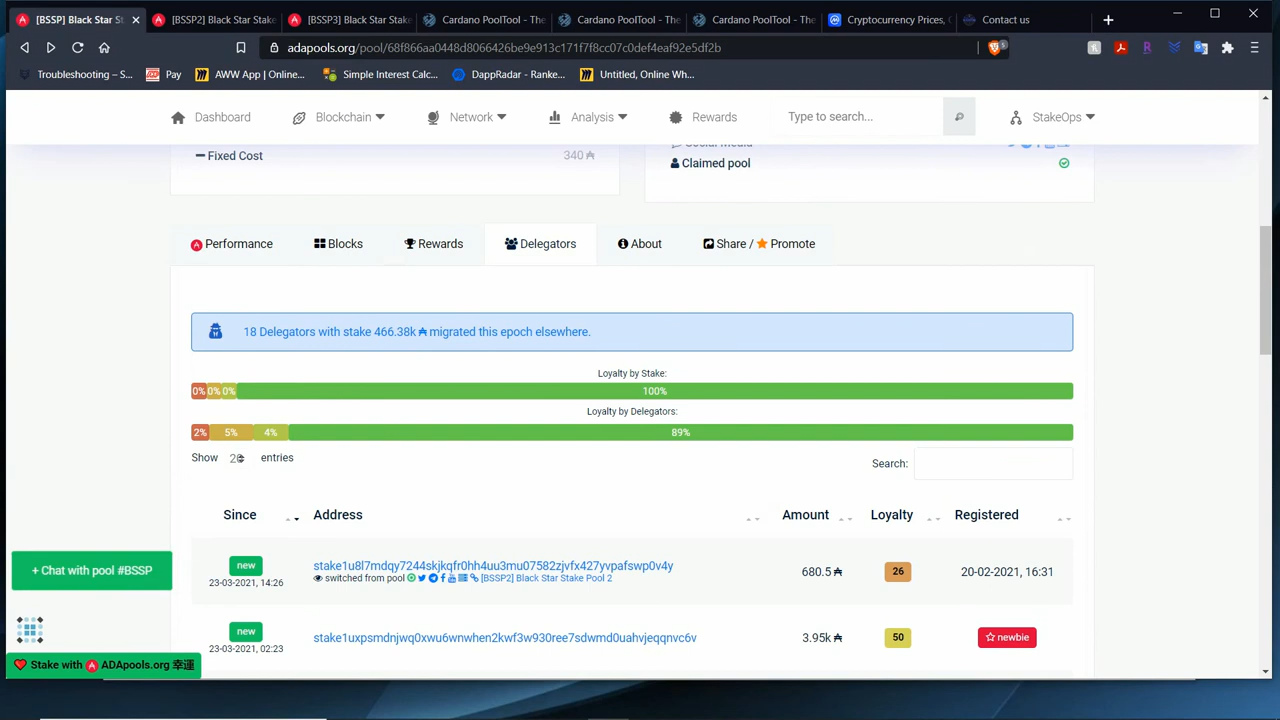 [BSSP] Black Star S
[BSSP2] Black Star Stake
[BSSP3] Black Star Stake
Cardano PoolTool - The
Cardano PoolTool - The
Cardano PoolTool - The
Cryptocurrency Prices, C
Contact us
adapools.org/pool/68f866aa0448d8066426be9e913c171f7f8cc07c0def4eaf92e5df2b
Troubleshooting – S...
Pay
AWW App | Online...
Simple Interest Calc...
DappRadar - Ranke...
Untitled, Online Wh...
Dashboard
Blockchain
Network
Analysis
Rewards
Type to search...
StakeOps
Fixed Cost
340 ₳
Social Media
Claimed pool
Performance
Blocks
Rewards
Delegators
About
Share / Promote
18 Delegators with stake 466.38k ₳ migrated this epoch elsewhere.
Loyalty by Stake:
0% 0% 0% 100%
Loyalty by Delegators:
2% 5% 4% 89%
Show 20 entries
Search:
Since
Address
Amount
Loyalty
Registered
new
23-03-2021, 14:26
stake1u8l7mdqy7244skjkqfr0hh4uu3mu07582zjvfx427yvpafswp0v4y
switched from pool [BSSP2] Black Star Stake Pool 2
680.5 ₳
26
20-02-2021, 16:31
new
23-03-2021, 02:23
stake1uxpsmdnjwq0xwu6wnwhen2kwf3w930ree7sdwmd0uahvjeqqnvc6v
3.95k ₳
50
newbie
+ Chat with pool #BSSP
Stake with ADApools.org 幸運